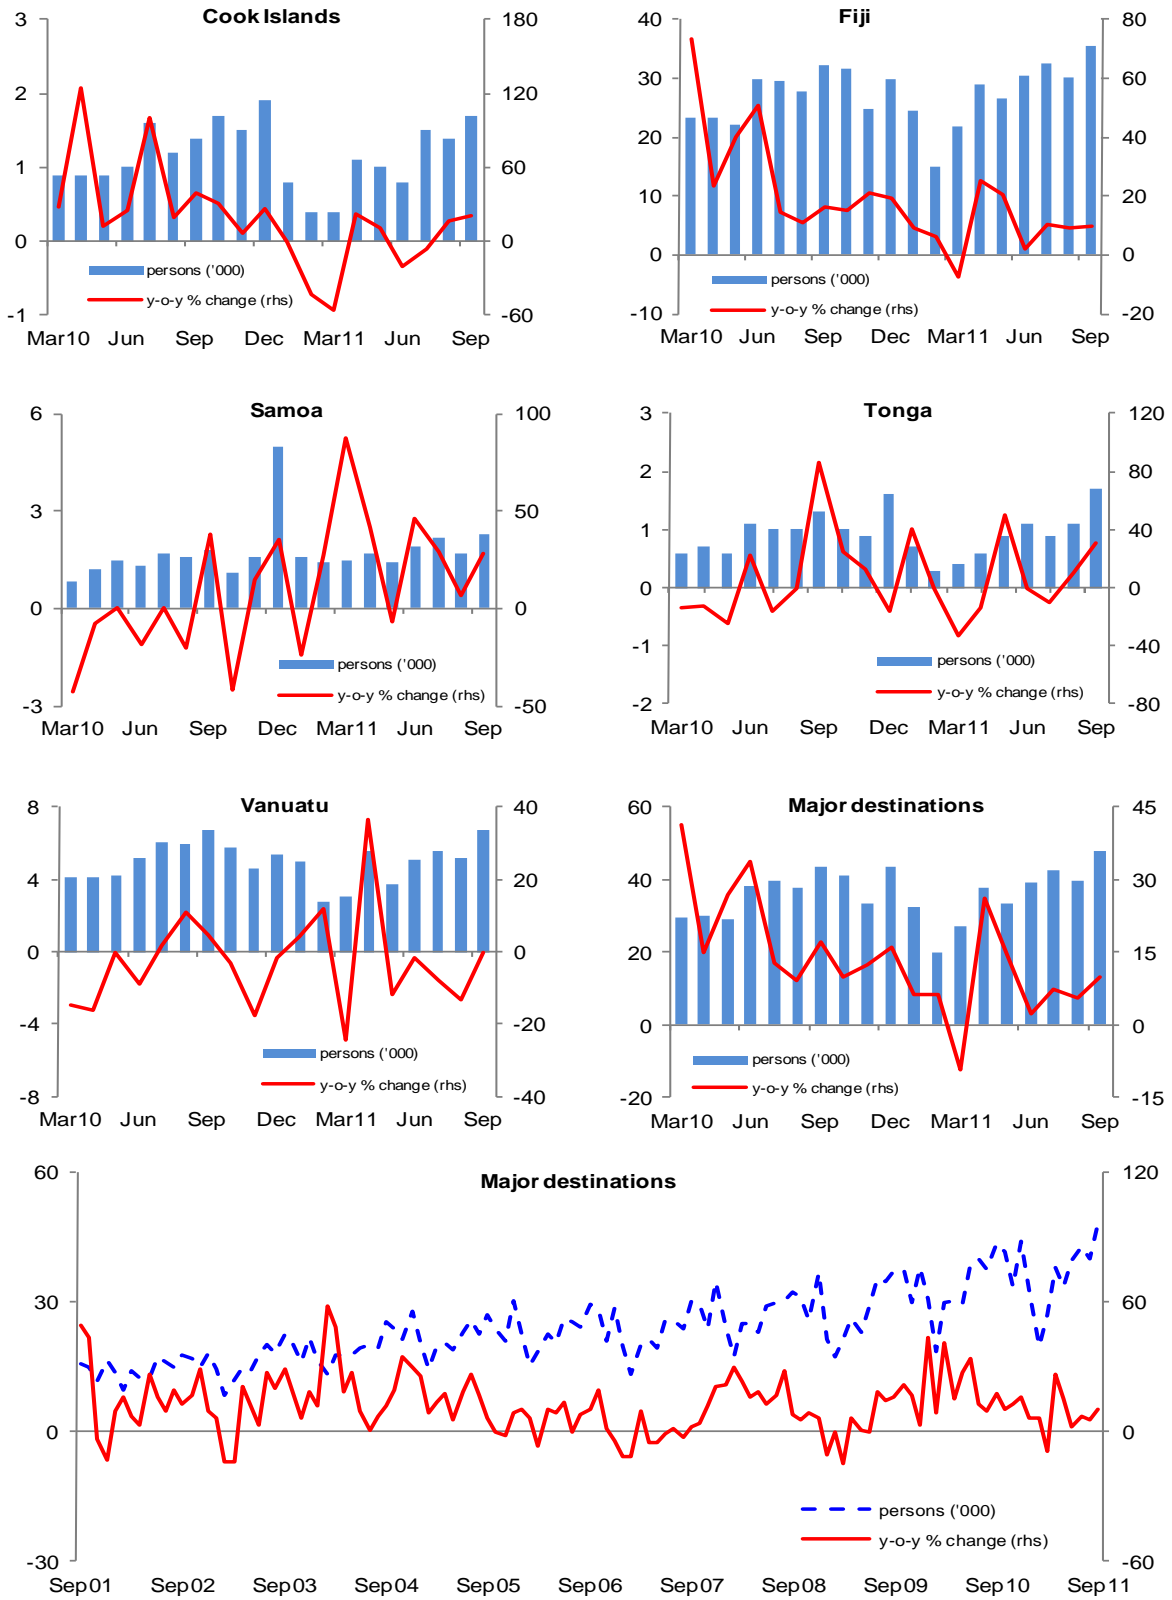 Cook Islands
3
2
1
0
-1
180
120
60
0
-60
persons ('000)
y-o-y % change (rhs)
Mar10 Jun Sep Dec Mar11 Jun Sep
Fiji
40
30
20
10
0
-10
80
60
40
20
0
-20
persons ('000)
y-o-y % change (rhs)
Mar10 Jun Sep Dec Mar11 Jun Sep
Samoa
6
3
0
-3
100
50
0
-50
persons ('000)
y-o-y % change (rhs)
Mar10 Jun Sep Dec Mar11 Jun Sep
Tonga
3
2
1
0
-1
-2
120
80
40
0
-40
-80
persons ('000)
y-o-y % change (rhs)
Mar10 Jun Sep Dec Mar11 Jun Sep
Vanuatu
8
4
0
-4
-8
40
20
0
-20
-40
persons ('000)
y-o-y % change (rhs)
Mar10 Jun Sep Dec Mar11 Jun Sep
Major destinations
60
40
20
0
-20
45
30
15
0
-15
persons ('000)
y-o-y % change (rhs)
Mar10 Jun Sep Dec Mar11 Jun Sep
Major destinations
60
30
0
-30
120
60
0
-60
persons ('000)
y-o-y % change (rhs)
Sep01 Sep02 Sep03 Sep04 Sep05 Sep06 Sep07 Sep08 Sep09 Sep10 Sep11